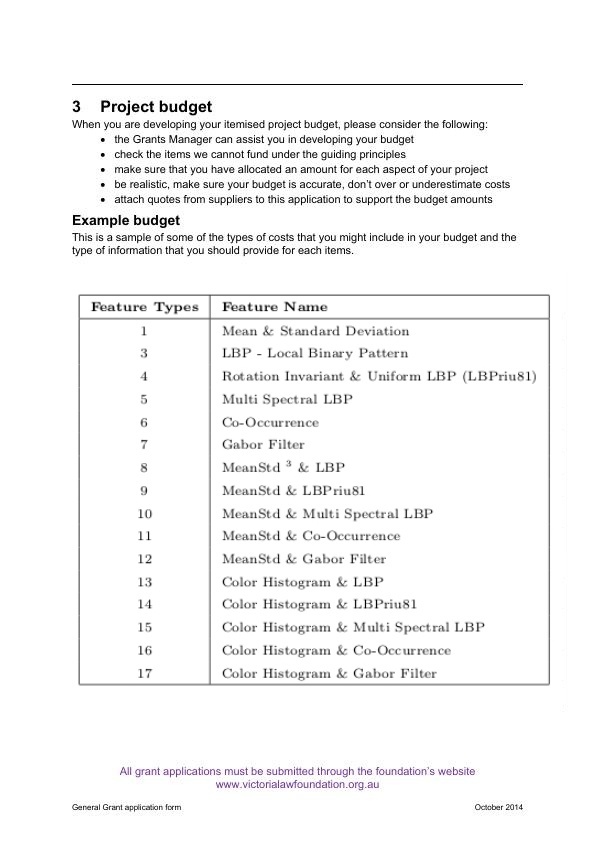 3 Project budget
When you are developing your itemised project budget, please consider the following:
• the Grants Manager can assist you in developing your budget
• check the items we cannot fund under the guiding principles
• make sure that you have allocated an amount for each aspect of your project
• be realistic, make sure your budget is accurate, don't over or underestimate costs
• attach quotes from suppliers to this application to support the budget amounts
Example budget
This is a sample of some of the types of costs that you might include in your budget and the
type of information that you should provide for each items.
Feature Types Feature Name
1 Mean & Standard Deviation
3 LBP - Local Binary Pattern
4 Rotation Invariant & Uniform LBP (LBPriu81)
5 Multi Spectral LBP
6 Co-Occurrence
7 Gabor Filter
8 MeanStd 3 & LBP
9 MeanStd & LBPriu81
10 MeanStd & Multi Spectral LBP
11 MeanStd & Co-Occurrence
12 MeanStd & Gabor Filter
13 Color Histogram & LBP
14 Color Histogram & LBPriu81
15 Color Histogram & Multi Spectral LBP
16 Color Histogram & Co-Occurrence
17 Color Histogram & Gabor Filter
All grant applications must be submitted through the foundation's website
www.victorialawfoundation.org.au
General Grant application form October 2014